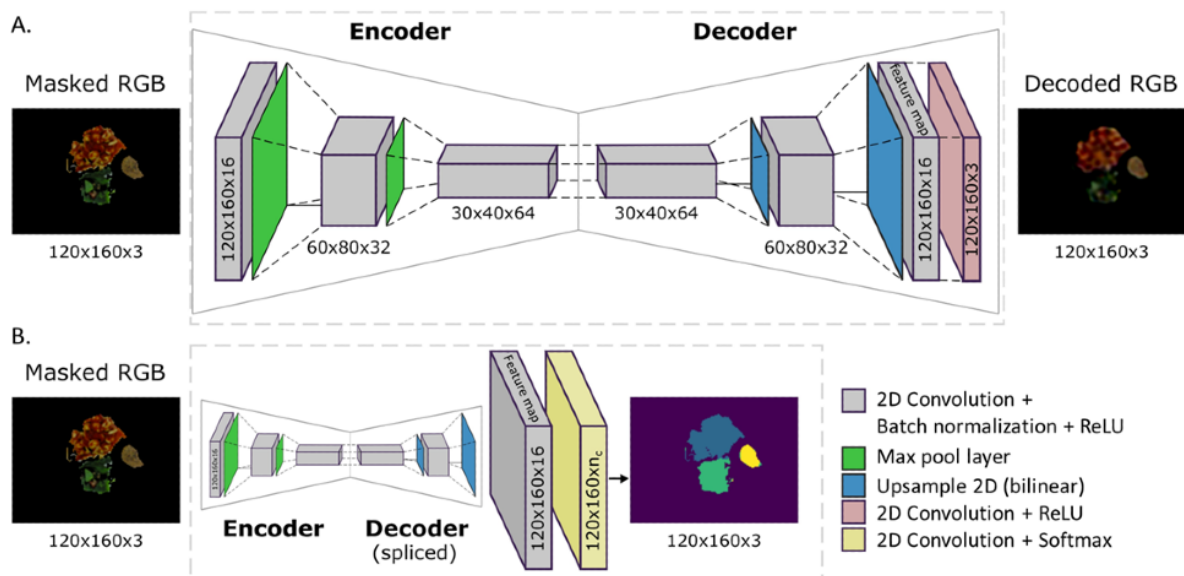 A.
Encoder
Decoder
Masked RGB
Decoded RGB
120x160x16
60x80x32
30x40x64
30x40x64
60x80x32
feature map
120x160x16
120x160x3
120x160x3
120x160x3
B.
Masked RGB
120x160x3
120x160x16
Encoder
Decoder
(spliced)
Feature map
120x160x16
120x160xn_c
120x160x3
2D Convolution +
Batch normalization + ReLU
Max pool layer
Upsample 2D (bilinear)
2D Convolution + ReLU
2D Convolution + Softmax